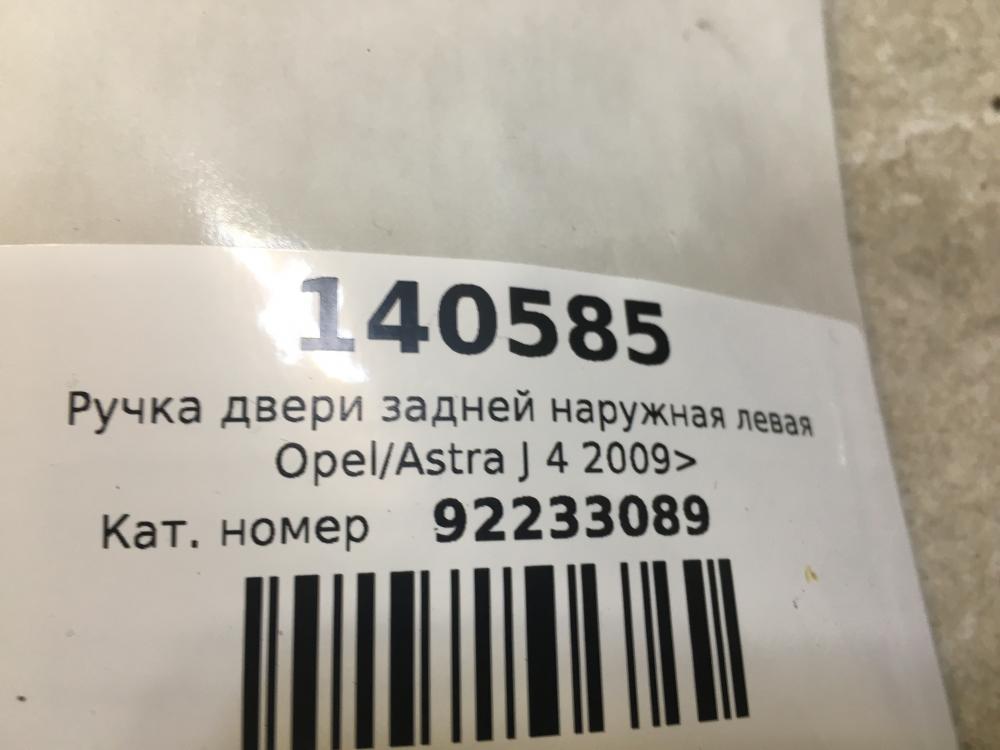 140585
Ручка двери задней наружная левая
Opel/Astra J 4 2009>
Кат. номер 92233089